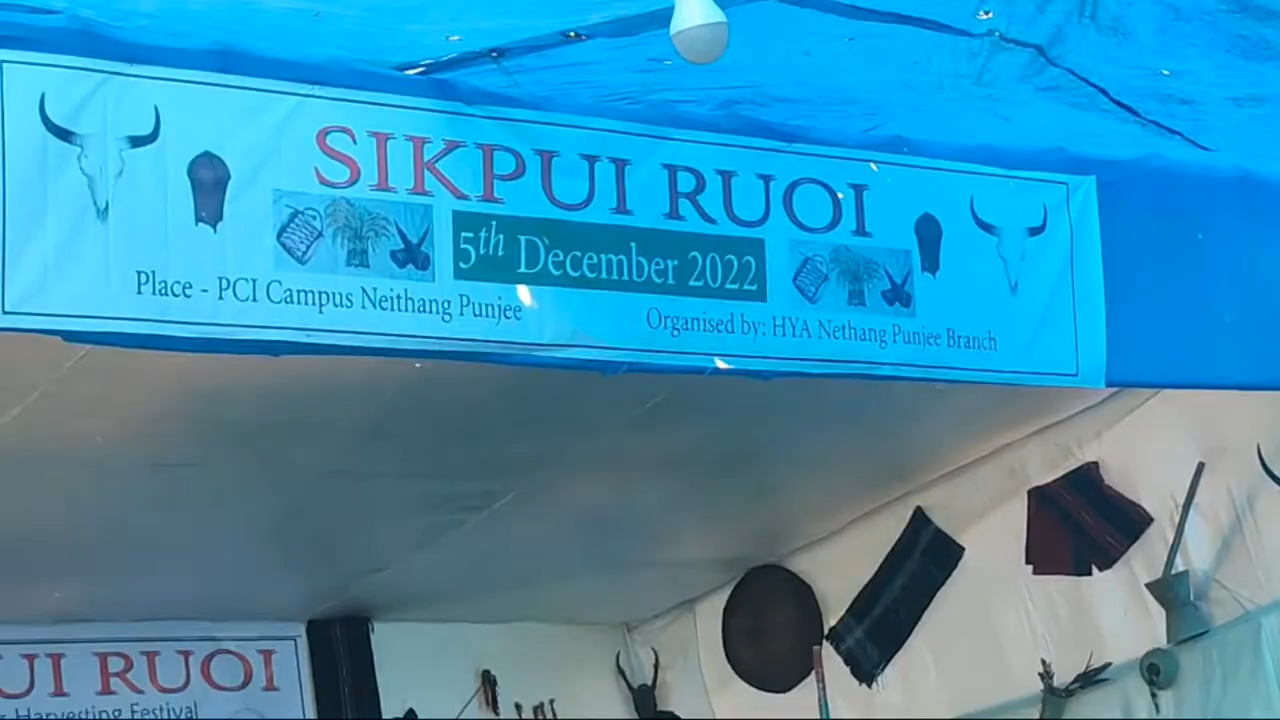 SIKPUI RUOI
5th December 2022
Place - PCI Campus Neithang Punjee
Organised by: HYA Nethang Punjee Branch
UI RUOI
Harvesting Festival